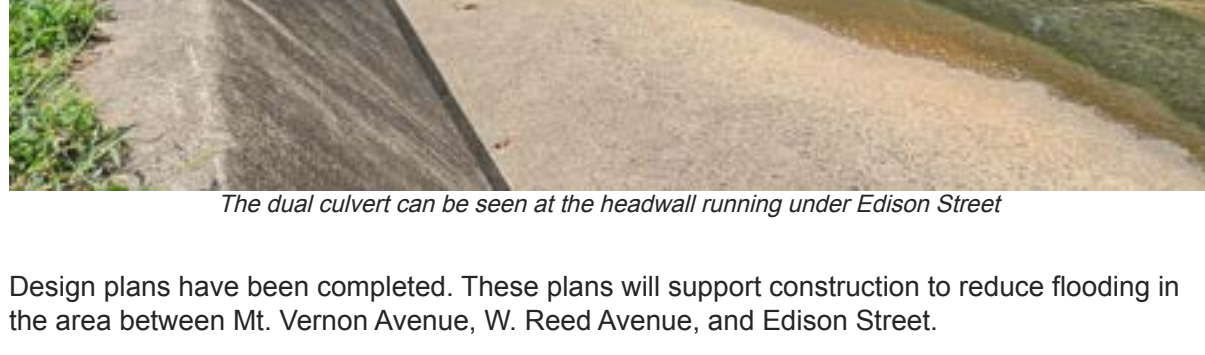 The dual culvert can be seen at the headwall running under Edison Street
Design plans have been completed. These plans will support construction to reduce flooding in
the area between Mt. Vernon Avenue, W. Reed Avenue, and Edison Street.